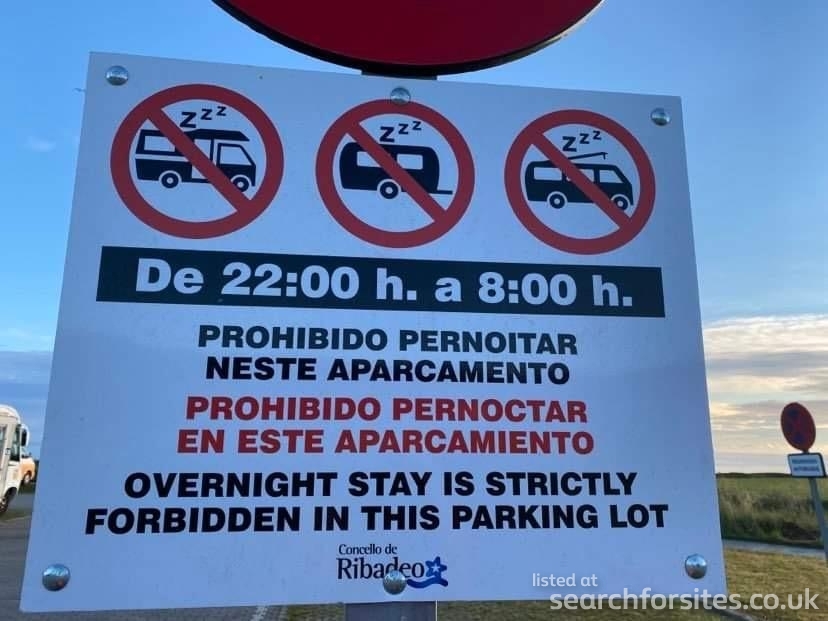 zzz
zzz
zzz
De 22:00 h. a 8:00 h.
PROHIBIDO PERNOITAR
NESTE APARCAMENTO
PROHIBIDO PERNOCTAR
EN ESTE APARCAMIENTO
OVERNIGHT STAY IS STRICTLY
FORBIDDEN IN THIS PARKING LOT
Concello de
Ribadeo
listed at
searchforsites.co.uk